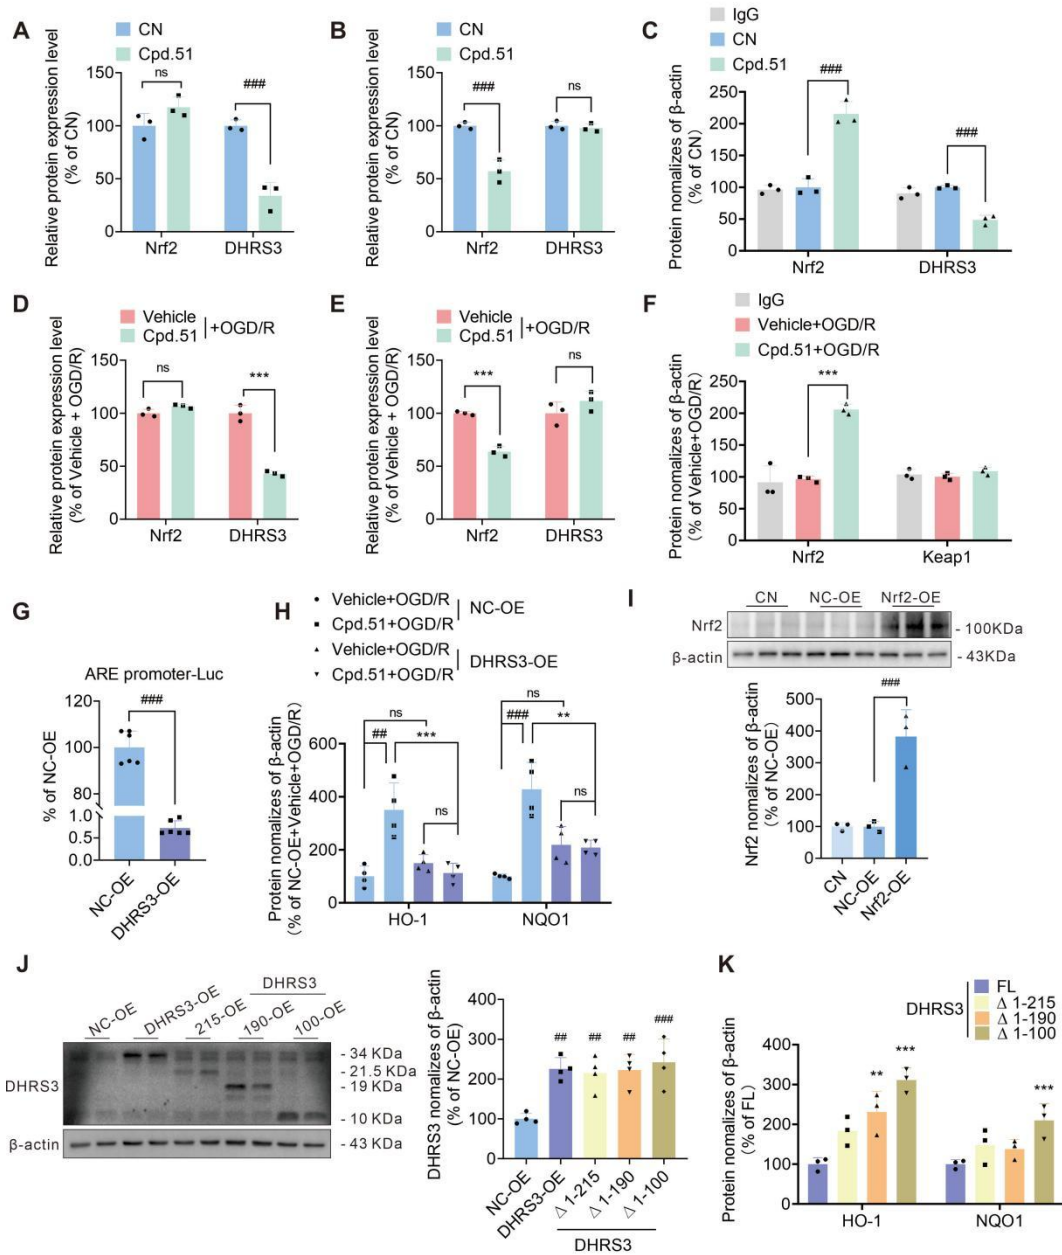 A
CN
Cpd.51
Relative protein expression level
(% of CN)
150
100
50
0
ns
###
Nrf2
DHRS3
B
CN
Cpd.51
Relative protein expression level
(% of CN)
150
100
50
0
###
ns
Nrf2
DHRS3
C
IgG
CN
Cpd.51
Protein nomalizes of β-actin
(% of CN)
250
200
150
100
50
0
###
###
Nrf2
DHRS3
D
Vehicle
Cpd.51
+OGD/R
Relative protein expression level
(% of Vehicle + OGD/R)
150
100
50
0
ns
***
Nrf2
DHRS3
E
Vehicle
Cpd.51
+OGD/R
Relative protein expression level
(% of Vehicle + OGD/R)
150
100
50
0
***
ns
Nrf2
DHRS3
F
IgG
Vehicle+OGD/R
Cpd.51+OGD/R
Protein nomalizes of β-actin
(% of Vehicle+OGD/R)
250
200
150
100
50
0
***
Nrf2
Keap1
G
ARE promoter-Luc
% of NC-OE
120
100
80
1.0
0.5
0.0
###
NC-OE
DHRS3-OE
H
Vehicle+OGD/R
Cpd.51+OGD/R
NC-OE
Vehicle+OGD/R
Cpd.51+OGD/R
DHRS3-OE
Protein nomalizes of β-actin
(% of NC-OE+Vehicle+OGD/R)
600
400
200
0
ns
##
***
ns
ns
###
**
ns
HO-1
NQO1
I
CN
NC-OE
Nrf2-OE
Nrf2
- 100KDa
β-actin
- 43KDa
Nrf2 nomalizes of β-actin
(% of NC-OE)
500
400
300
200
100
0
###
CN
NC-OE
Nrf2-OE
J
DHRS3
NC-OE
DHRS3-OE
215-OE
190-OE
100-OE
DHRS3
- 34 KDa
- 21.5 KDa
- 19 KDa
- 10 KDa
β-actin
- 43 KDa
DHRS3 nomalizes of β-actin
(% of NC-OE)
400
300
200
100
0
##
##
##
###
NC-OE
DHRS3-OE
Δ 1-215
Δ 1-190
Δ 1-100
DHRS3
K
DHRS3
FL
Δ 1-215
Δ 1-190
Δ 1-100
Protein nomalizes of β-actin
(% of FL)
400
300
200
100
0
**
***
***
HO-1
NQO1